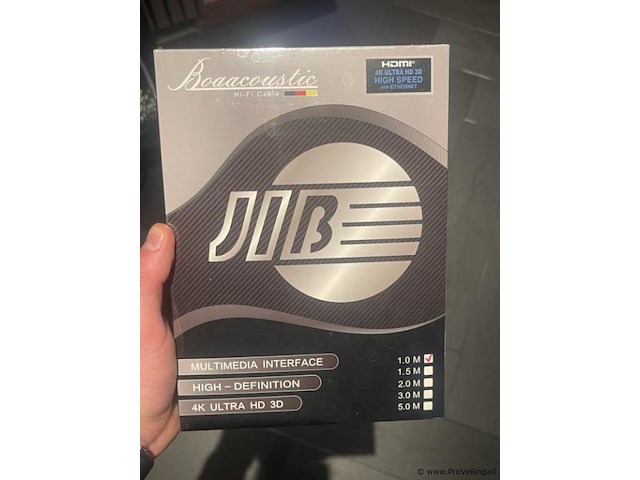 Boaacoustic
Hi-Fi Cable
HDMI
4K ULTRA HD 3D
HIGH SPEED
with ETHERNET
JIB
MULTIMEDIA INTERFACE
HIGH – DEFINITION
4K ULTRA HD 3D
1.0 M
1.5 M
2.0 M
3.0 M
5.0 M
© www.ProVeiling.nl